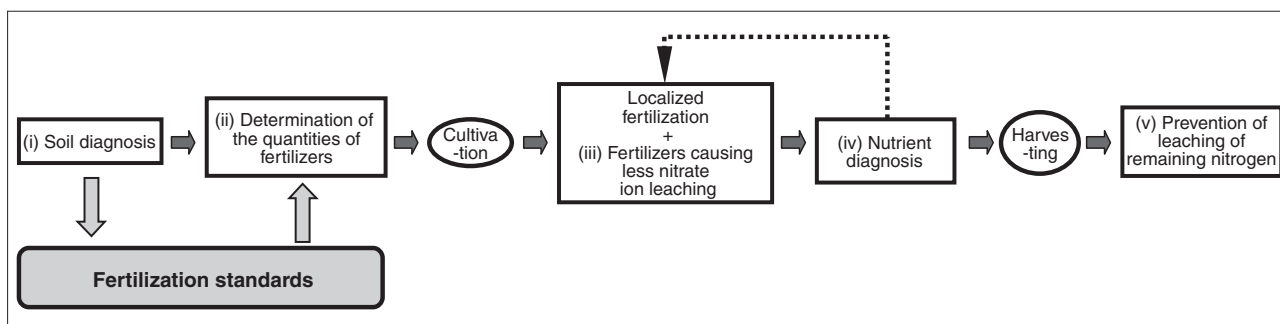 (i) Soil diagnosis
(ii) Determination of
the quantities of
fertilizers
Cultiva
-tion
Localized
fertilization
+
(iii) Fertilizers causing
less nitrate
ion leaching
(iv) Nutrient
diagnosis
Harves
-ting
(v) Prevention of
leaching of
remaining nitrogen
Fertilization standards